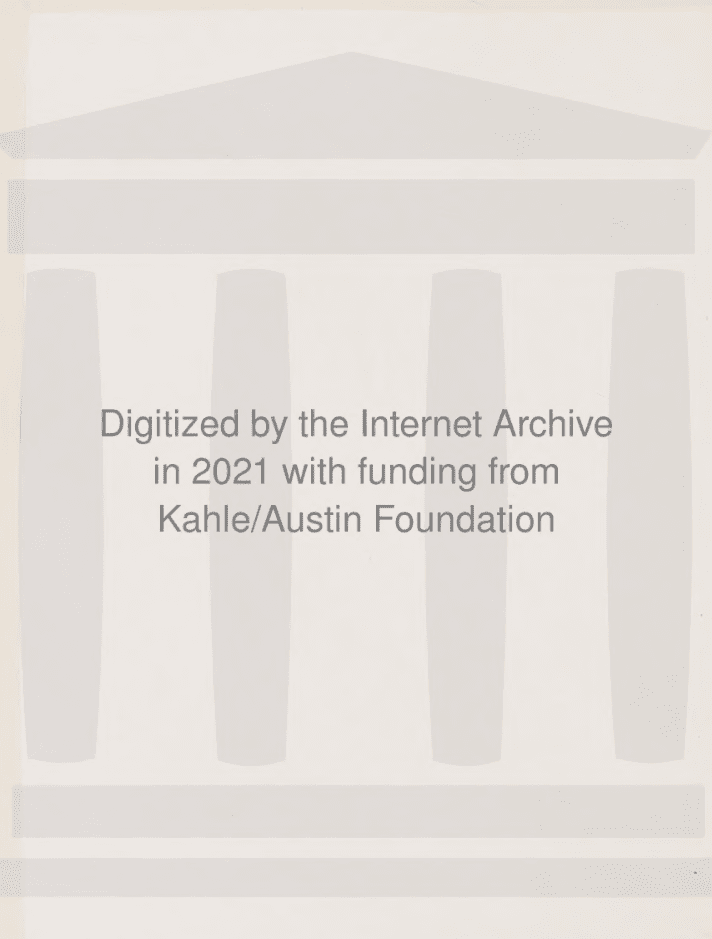 Digitized by the Internet Archive
in 2021 with funding from
Kahle/Austin Foundation